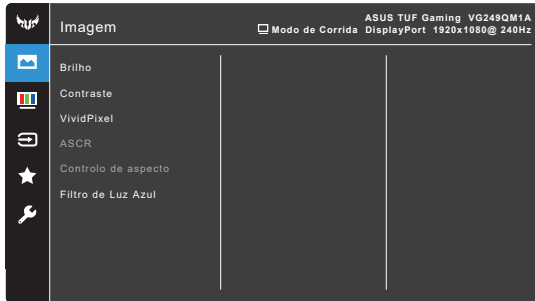 Imagem
ASUS TUF Gaming VG249QM1A
Modo de Corrida DisplayPort 1920x1080@ 240Hz
Brilho
Contraste
VividPixel
ASCR
Controlo de aspecto
Filtro de Luz Azul